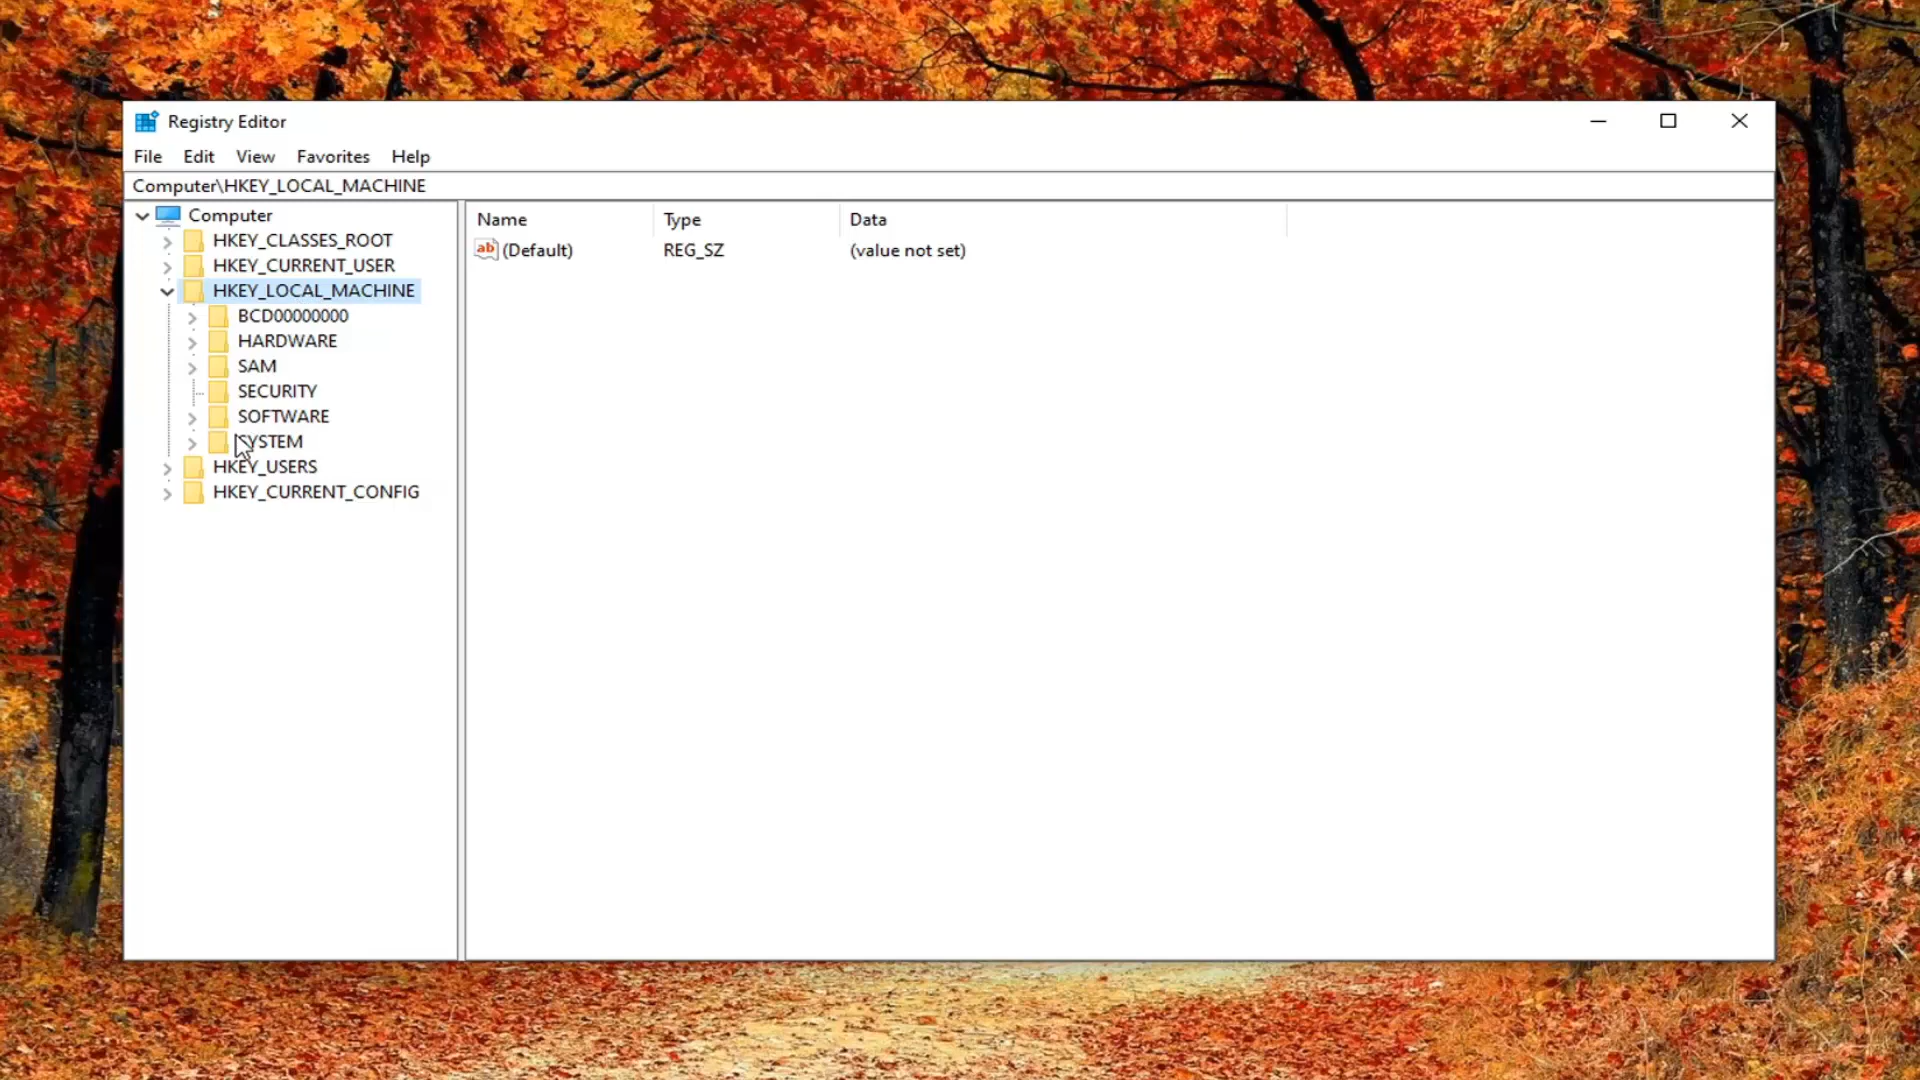 Registry Editor
File Edit View Favorites Help
Computer\HKEY_LOCAL_MACHINE
Computer
HKEY_CLASSES_ROOT
HKEY_CURRENT_USER
HKEY_LOCAL_MACHINE
BCD00000000
HARDWARE
SAM
SECURITY
SOFTWARE
SYSTEM
HKEY_USERS
HKEY_CURRENT_CONFIG
Name Type Data
ab (Default) REG_SZ (value not set)